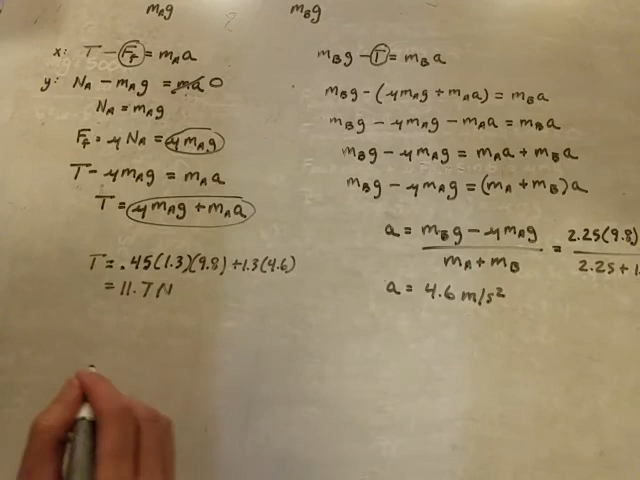 mAg
mBg
x: T - Ff = mAa
y: NA - mAg = ma 0
NA = mAg
Ff = μNA = μmAg
T - μmAg = mAa
T = μmAg + mAa
T = .45(1.3)(9.8) + 1.3(4.6)
= 11.7N
mBg - T = mBa
mBg - (μmAg + mAa) = mBa
mBg - μmAg - mAa = mBa
mBg - μmAg = mAa + mBa
mBg - μmAg = (mA + mB)a
a = mBg - μmAg / mA + mB = 2.25(9.8) / 2.25 + 1.
a = 4.6 m/s²